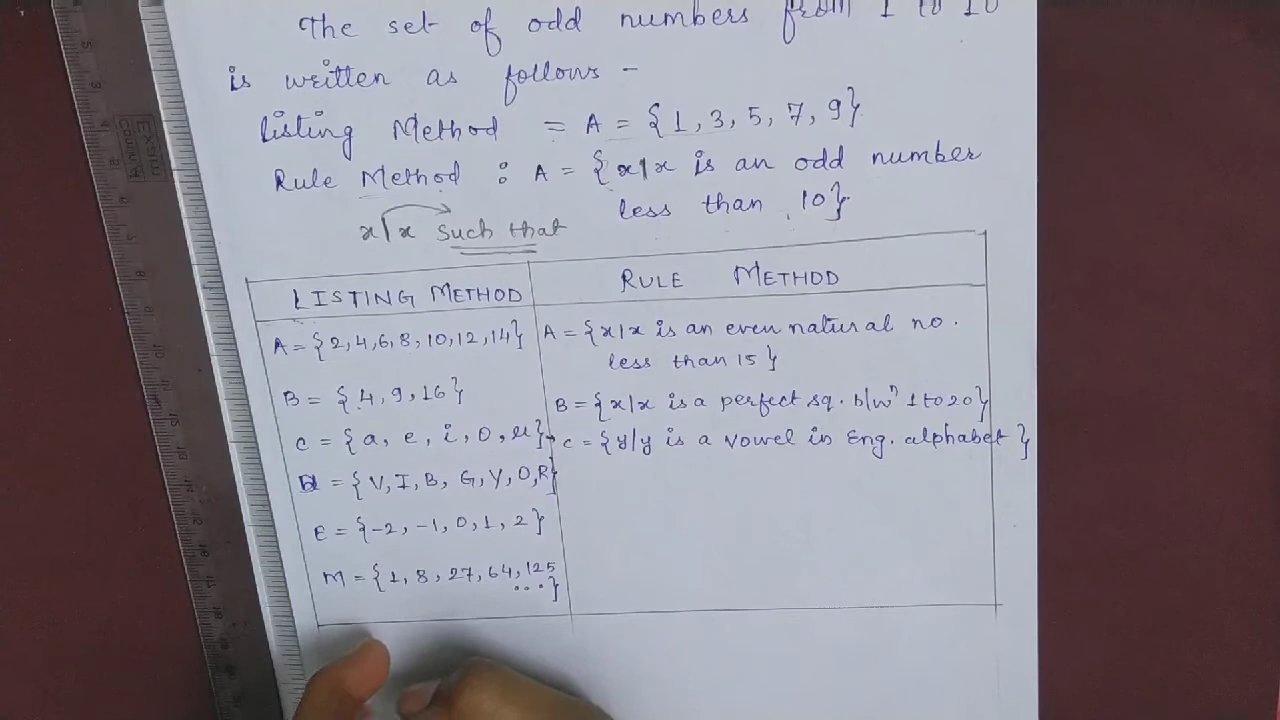 The set of odd numbers from 1 to 10
is written as follows -
Listing Method = A = {1, 3, 5, 7, 9}
Rule Method : A = {x|x is an odd number
less than 10}
x|x such that
LISTING METHOD RULE METHOD
A = {2, 4, 6, 8, 10, 12, 14} A = {x|x is an even natural no.
less than 15}
B = {4, 9, 16} B = {x|x is a perfect sq. b/wn 1 to 20}
C = {a, e, i, o, u} C = {y|y is a vowel in Eng. alphabet}
D = {V, I, B, G, Y, O, R}
E = {-2, -1, 0, 1, 2}
M = {1, 8, 27, 64, 125
...}